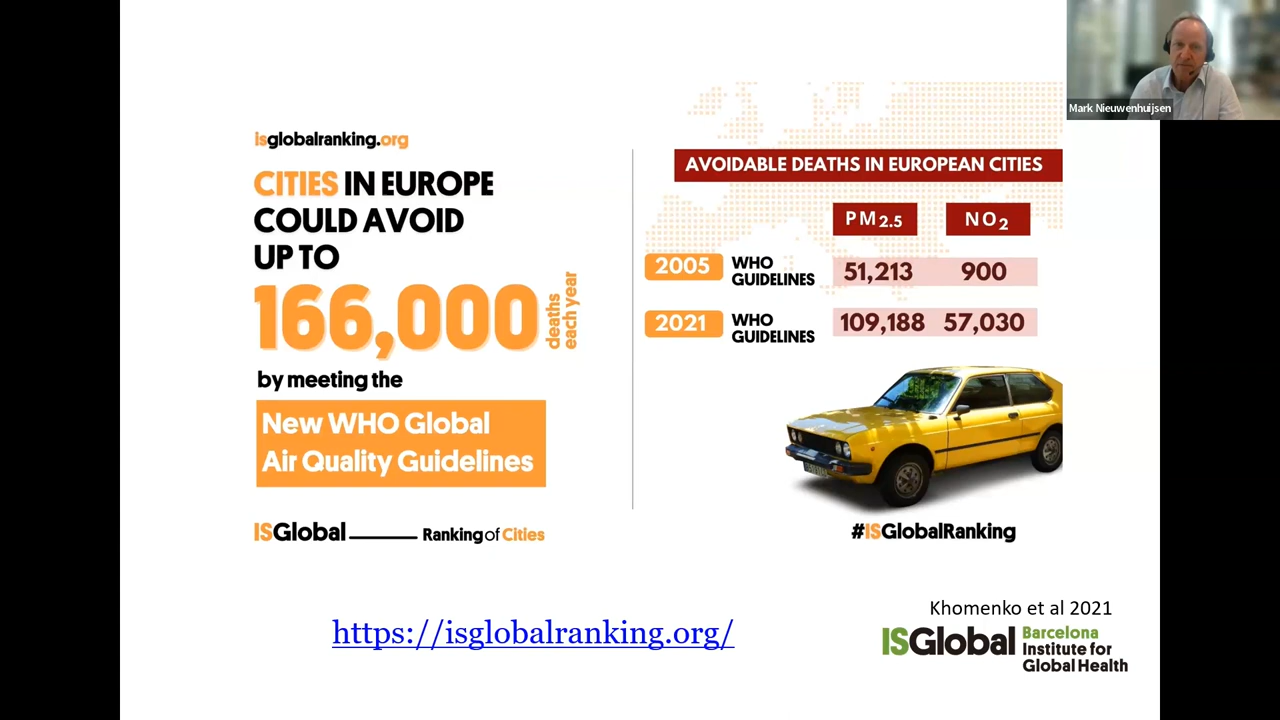 Mark Nieuwenhuijsen
isglobalranking.org
CITIES IN EUROPE
COULD AVOID
UP TO
166,000
deaths
each year
by meeting the
New WHO Global
Air Quality Guidelines
ISGlobal Ranking of Cities
AVOIDABLE DEATHS IN EUROPEAN CITIES
PM2.5 NO2
2005 WHO GUIDELINES 51,213 900
2021 WHO GUIDELINES 109,188 57,030
#ISGlobalRanking
https://isglobalranking.org/
Khomenko et al 2021
ISGlobal Barcelona
Institute for
Global Health